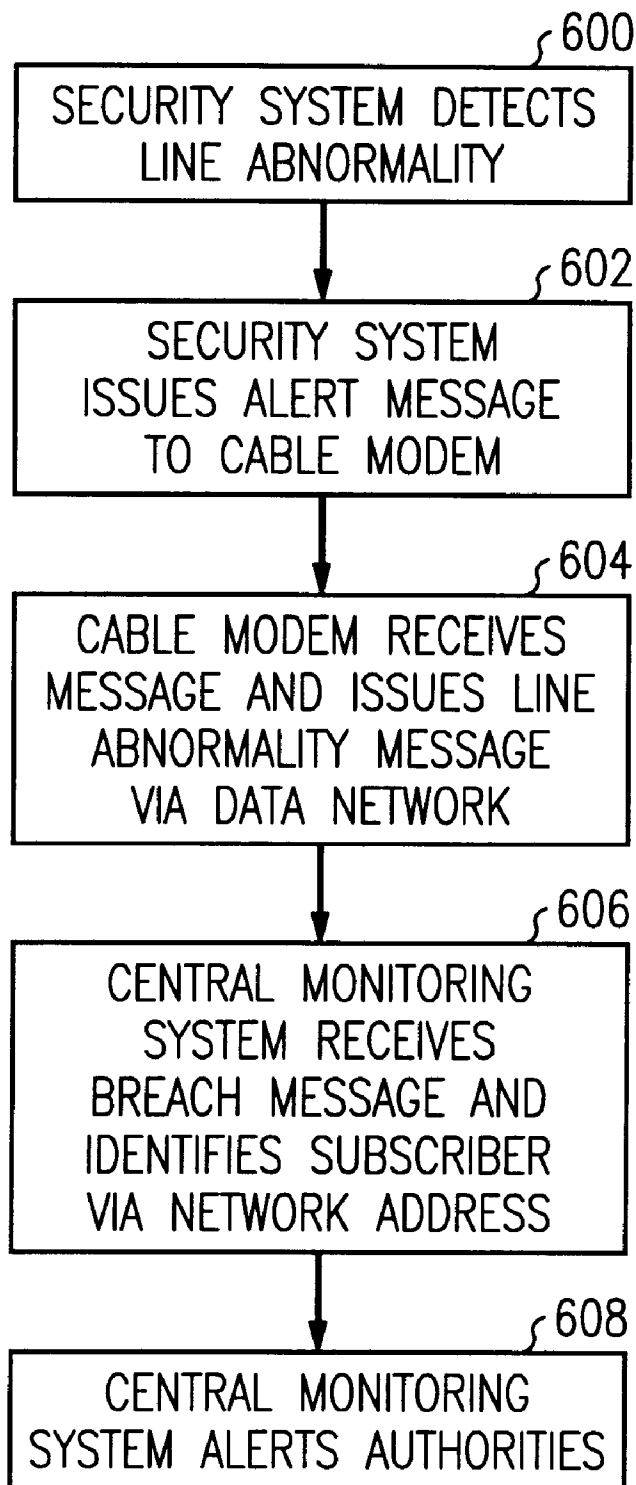 600
SECURITY SYSTEM DETECTS
LINE ABNORMALITY
602
SECURITY SYSTEM
ISSUES ALERT MESSAGE
TO CABLE MODEM
604
CABLE MODEM RECEIVES
MESSAGE AND ISSUES LINE
ABNORMALITY MESSAGE
VIA DATA NETWORK
606
CENTRAL MONITORING
SYSTEM RECEIVES
BREACH MESSAGE AND
IDENTIFIES SUBSCRIBER
VIA NETWORK ADDRESS
608
CENTRAL MONITORING
SYSTEM ALERTS AUTHORITIES